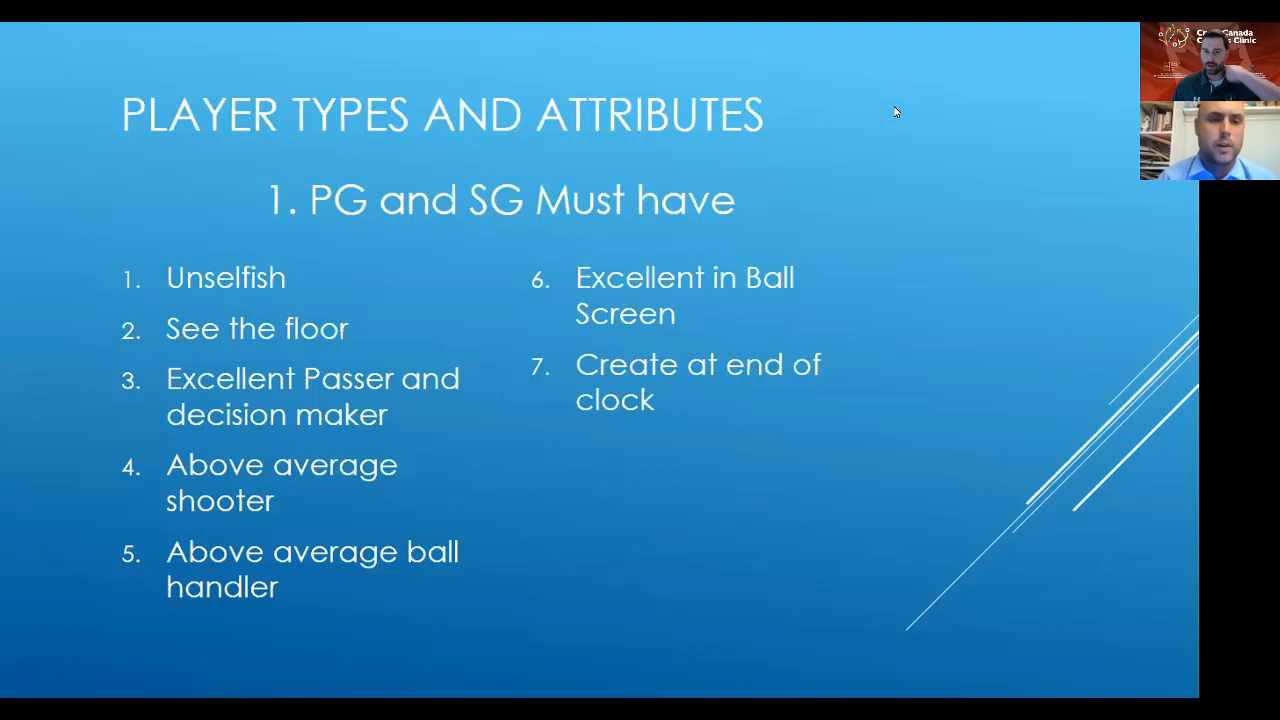 PLAYER TYPES AND ATTRIBUTES
1. PG and SG Must have
1. Unselfish
2. See the floor
3. Excellent Passer and
decision maker
4. Above average
shooter
5. Above average ball
handler
6. Excellent in Ball
Screen
7. Create at end of
clock